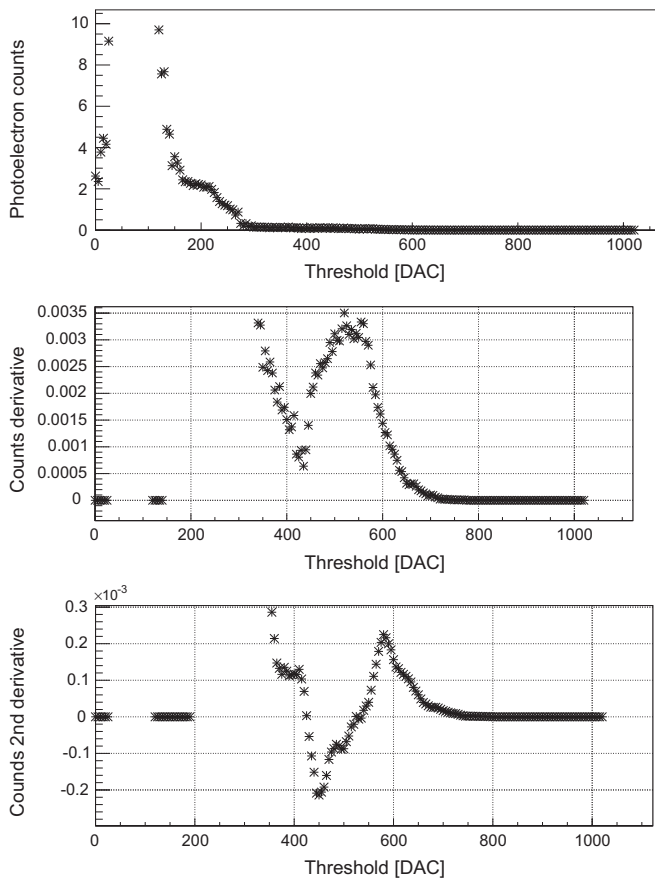 10
8
6
4
2
0
Photoelectron counts
0 200 400 600 800 1000
Threshold [DAC]
0.0035
0.003
0.0025
0.002
0.0015
0.001
0.0005
0
Counts derivative
0 200 400 600 800 1000
Threshold [DAC]
×10⁻³
0.3
0.2
0.1
0
-0.1
-0.2
Counds 2nd derivative
0 200 400 600 800 1000
Threshold [DAC]